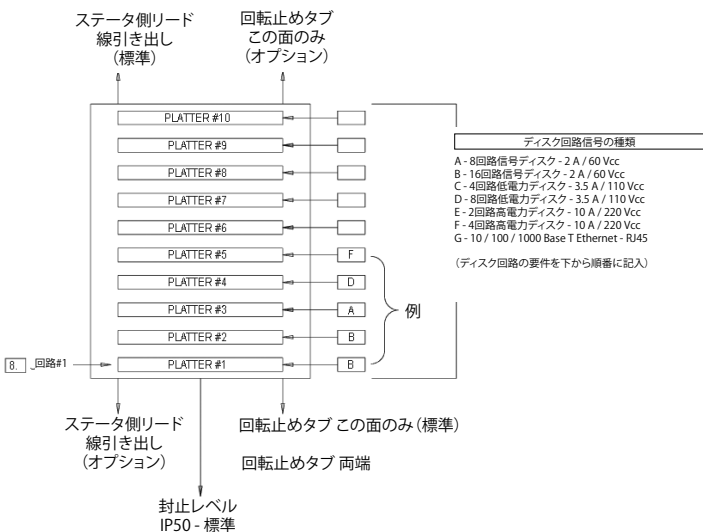 ステータ側リード
線引き出し
（標準）
回転止めタブ
この面のみ
（オプション）
PLATTER #10
PLATTER #9
PLATTER #8
PLATTER #7
PLATTER #6
PLATTER #5
F
PLATTER #4
D
PLATTER #3
A
PLATTER #2
B
8. _回路#1
PLATTER #1
B
例
ディスク回路信号の種類
A - 8回路信号ディスク - 2 A / 60 Vcc
B - 16回路信号ディスク - 2 A / 60 Vcc
C - 4回路低電力ディスク - 3.5 A / 110 Vcc
D - 8回路低電力ディスク - 3.5 A / 110 Vcc
E - 2回路高電力ディスク - 10 A / 220 Vcc
F - 4回路高電力ディスク - 10 A / 220 Vcc
G - 10 / 100 / 1000 Base T Ethernet - RJ45
（ディスク回路の要件を下から順番に記入）
ステータ側リード
線引き出し
（オプション）
回転止めタブ この面のみ（標準）
回転止めタブ 両端
封止レベル
IP50 - 標準